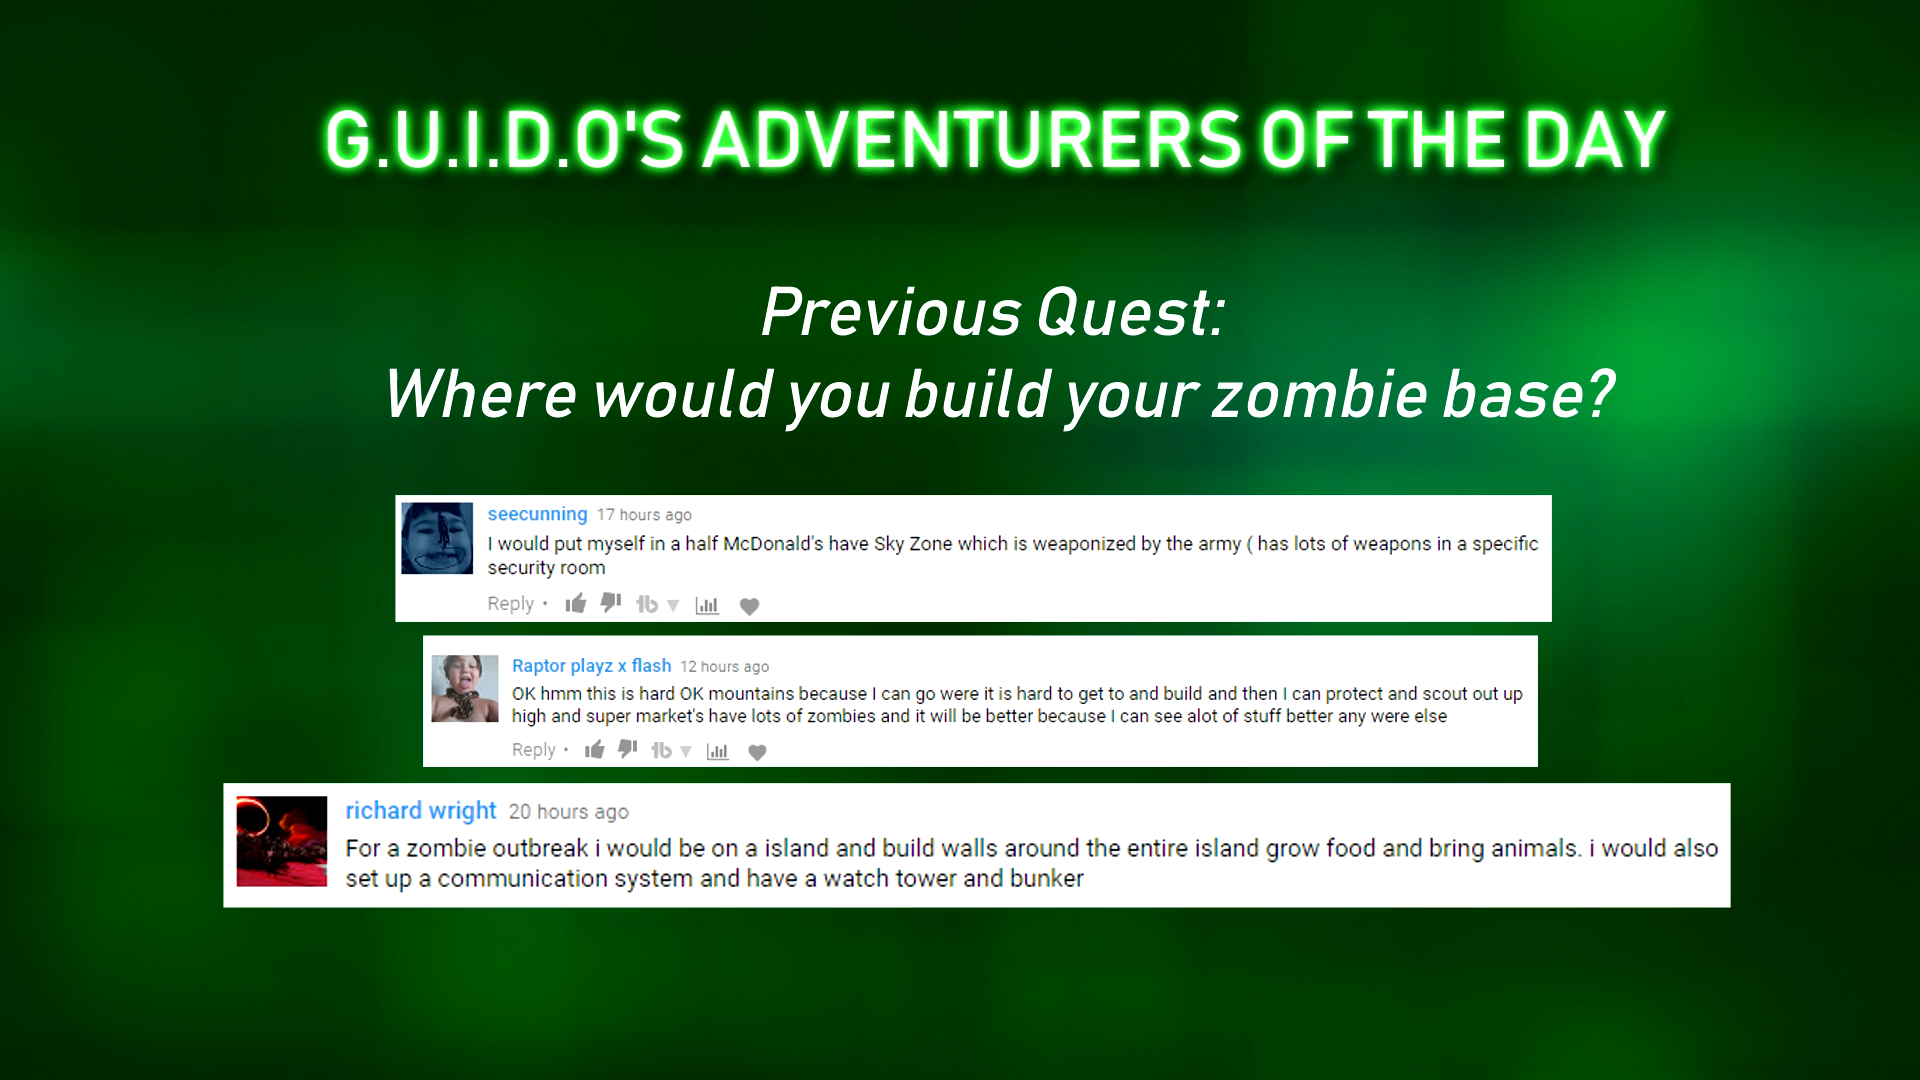 G.U.I.D.O'S ADVENTURERS OF THE DAY
Previous Quest:
Where would you build your zombie base?
seecunning 17 hours ago
I would put myself in a half McDonald's have Sky Zone which is weaponized by the army ( has lots of weapons in a specific
security room
Reply •
Raptor playz x flash 12 hours ago
OK hmm this is hard OK mountains because I can go were it is hard to get to and build and then I can protect and scout out up
high and super market's have lots of zombies and it will be better because I can see alot of stuff better any were else
Reply •
richard wright 20 hours ago
For a zombie outbreak i would be on a island and build walls around the entire island grow food and bring animals. i would also
set up a communication system and have a watch tower and bunker